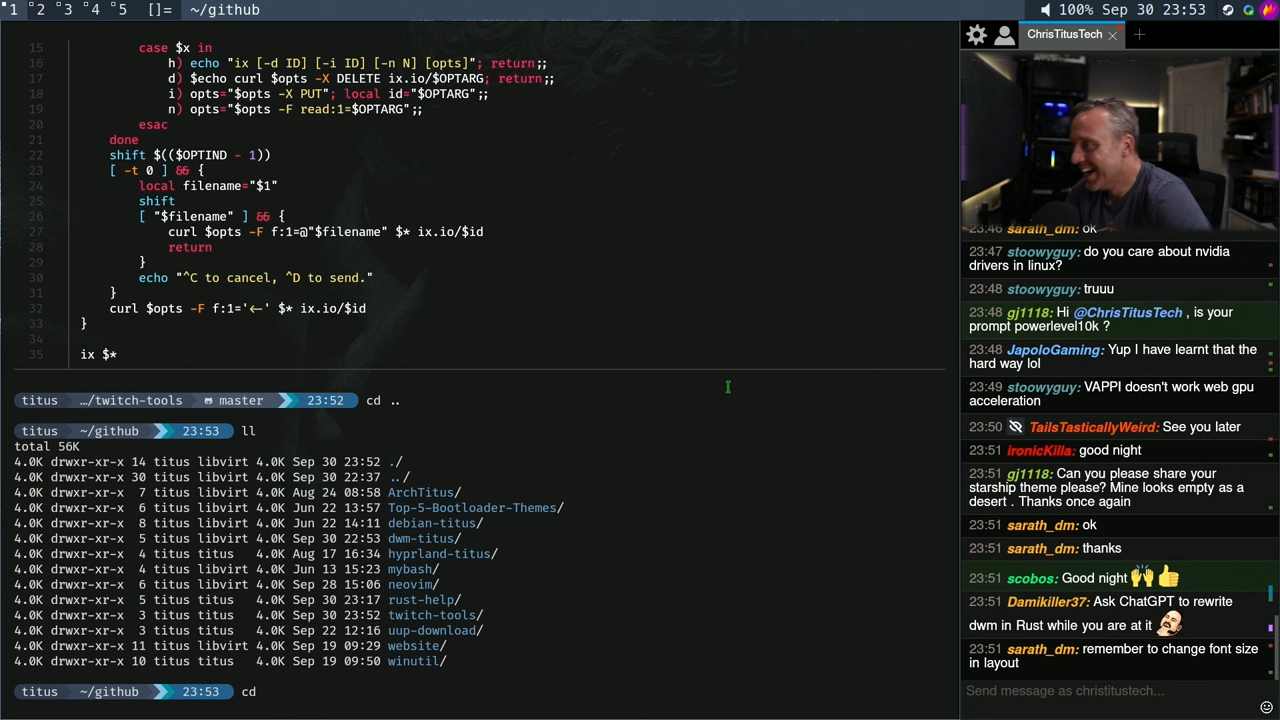 1 2 3 4 5 []= ~/github
100% Sep 30 23:53
15 case $x in
16 h) echo "ix [-d ID] [-i ID] [-n N] [opts]"; return;;
17 d) $echo curl $opts -X DELETE ix.io/$OPTARG; return;;
18 i) opts="$opts -X PUT"; local id="$OPTARG";;
19 n) opts="$opts -F read:1=$OPTARG";;
20 esac
21 done
22 shift $(($OPTIND - 1))
23 [ -t 0 ] && {
24 local filename="$1"
25 shift
26 [ "$filename" ] && {
27 curl $opts -F f:1=@"$filename" $* ix.io/$id
28 return
29 }
30 echo "^C to cancel, ^D to send."
31 }
32 curl $opts -F f:1='<-' $* ix.io/$id
33 }
34
35 ix $*
titus …/twitch-tools master 23:52 cd ..
titus ~/github 23:53 ll
total 56K
4.0K drwxr-xr-x 14 titus libvirt 4.0K Sep 30 23:52 ./
4.0K drwxr-xr-x 30 titus libvirt 4.0K Sep 30 22:37 ../
4.0K drwxr-xr-x 7 titus libvirt 4.0K Aug 24 08:58 ArchTitus/
4.0K drwxr-xr-x 6 titus libvirt 4.0K Jun 22 13:57 Top-5-Bootloader-Themes/
4.0K drwxr-xr-x 8 titus libvirt 4.0K Jun 22 14:11 debian-titus/
4.0K drwxr-xr-x 5 titus libvirt 4.0K Sep 30 22:53 dwm-titus/
4.0K drwxr-xr-x 4 titus titus 4.0K Aug 17 16:34 hyprland-titus/
4.0K drwxr-xr-x 4 titus libvirt 4.0K Jun 13 15:23 mybash/
4.0K drwxr-xr-x 6 titus libvirt 4.0K Sep 28 15:06 neovim/
4.0K drwxr-xr-x 5 titus titus 4.0K Sep 30 23:17 rust-help/
4.0K drwxr-xr-x 3 titus titus 4.0K Sep 30 23:52 twitch-tools/
4.0K drwxr-xr-x 3 titus titus 4.0K Sep 22 12:16 uup-download/
4.0K drwxr-xr-x 11 titus libvirt 4.0K Sep 19 09:29 website/
4.0K drwxr-xr-x 10 titus titus 4.0K Sep 19 09:50 winutil/
titus ~/github 23:53 cd
ChrisTitusTech
23:46 sarath_dm: ok
23:47 stoowyguy: do you care about nvidia
drivers in linux?
23:48 stoowyguy: truuu
23:48 gj1118: Hi @ChrisTitusTech , is your
prompt powerlevel10k ?
23:48 JapoloGaming: Yup I have learnt that the
hard way lol
23:49 stoowyguy: VAPPI doesn't work web gpu
acceleration
23:50 TailsTasticallyWeird: See you later
23:51 ironicKilla: good night
23:51 gj1118: Can you please share your
starship theme please? Mine looks empty as a
desert . Thanks once again
23:51 sarath_dm: ok
23:51 sarath_dm: thanks
23:51 scobos: Good night
23:51 Damikiller37: Ask ChatGPT to rewrite
dwm in Rust while you are at it
23:51 sarath_dm: remember to change font size
in layout
Send message as christitustech...